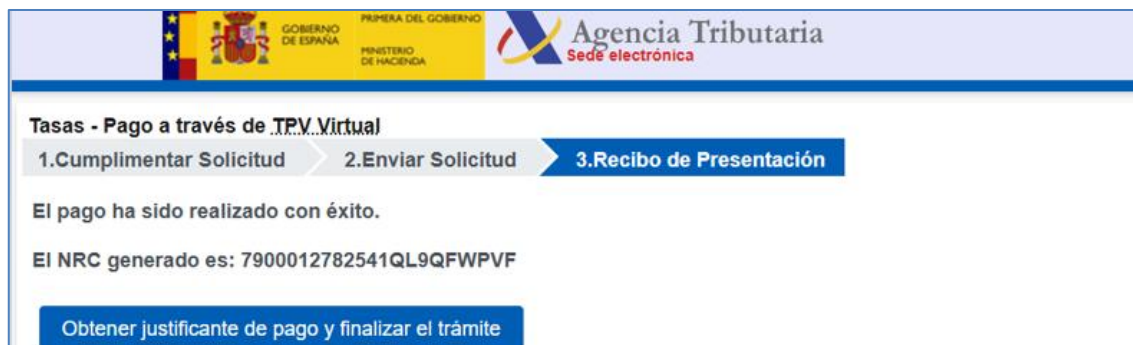 GOBIERNO
DE ESPAÑA
PRIMERA DEL GOBIERNO
MINISTERIO
DE HACIENDA
Agencia Tributaria
Sede electrónica
Tasas - Pago a través de TPV Virtual
1.Cumplimentar Solicitud
2.Enviar Solicitud
3.Recibo de Presentación
El pago ha sido realizado con éxito.
El NRC generado es: 7900012782541QL9QFWPVF
Obtener justificante de pago y finalizar el trámite